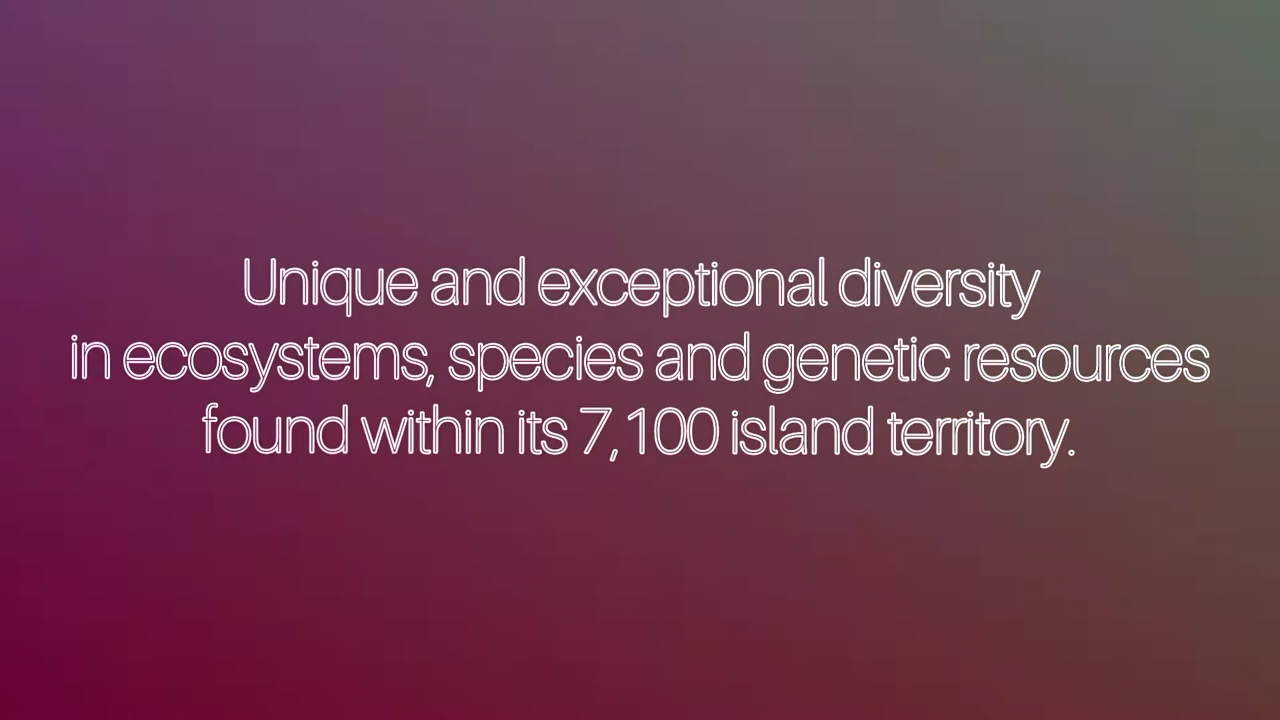 Unique and exceptional diversity
in ecosystems, species and genetic resources
found within its 7,100 island territory.